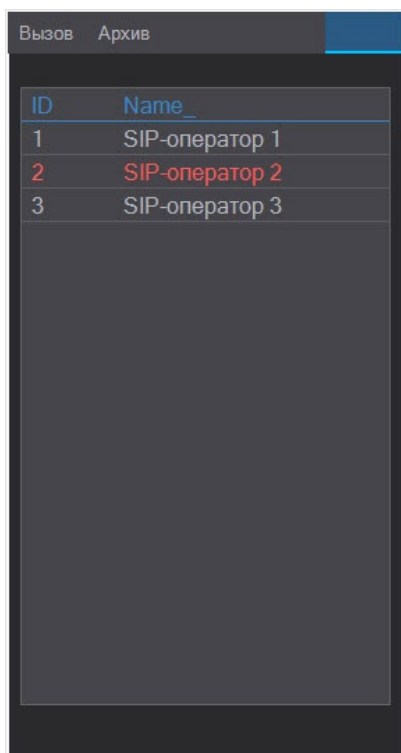 Вызов Архив
ID Name_
1 SIP-оператор 1
2 SIP-оператор 2
3 SIP-оператор 3